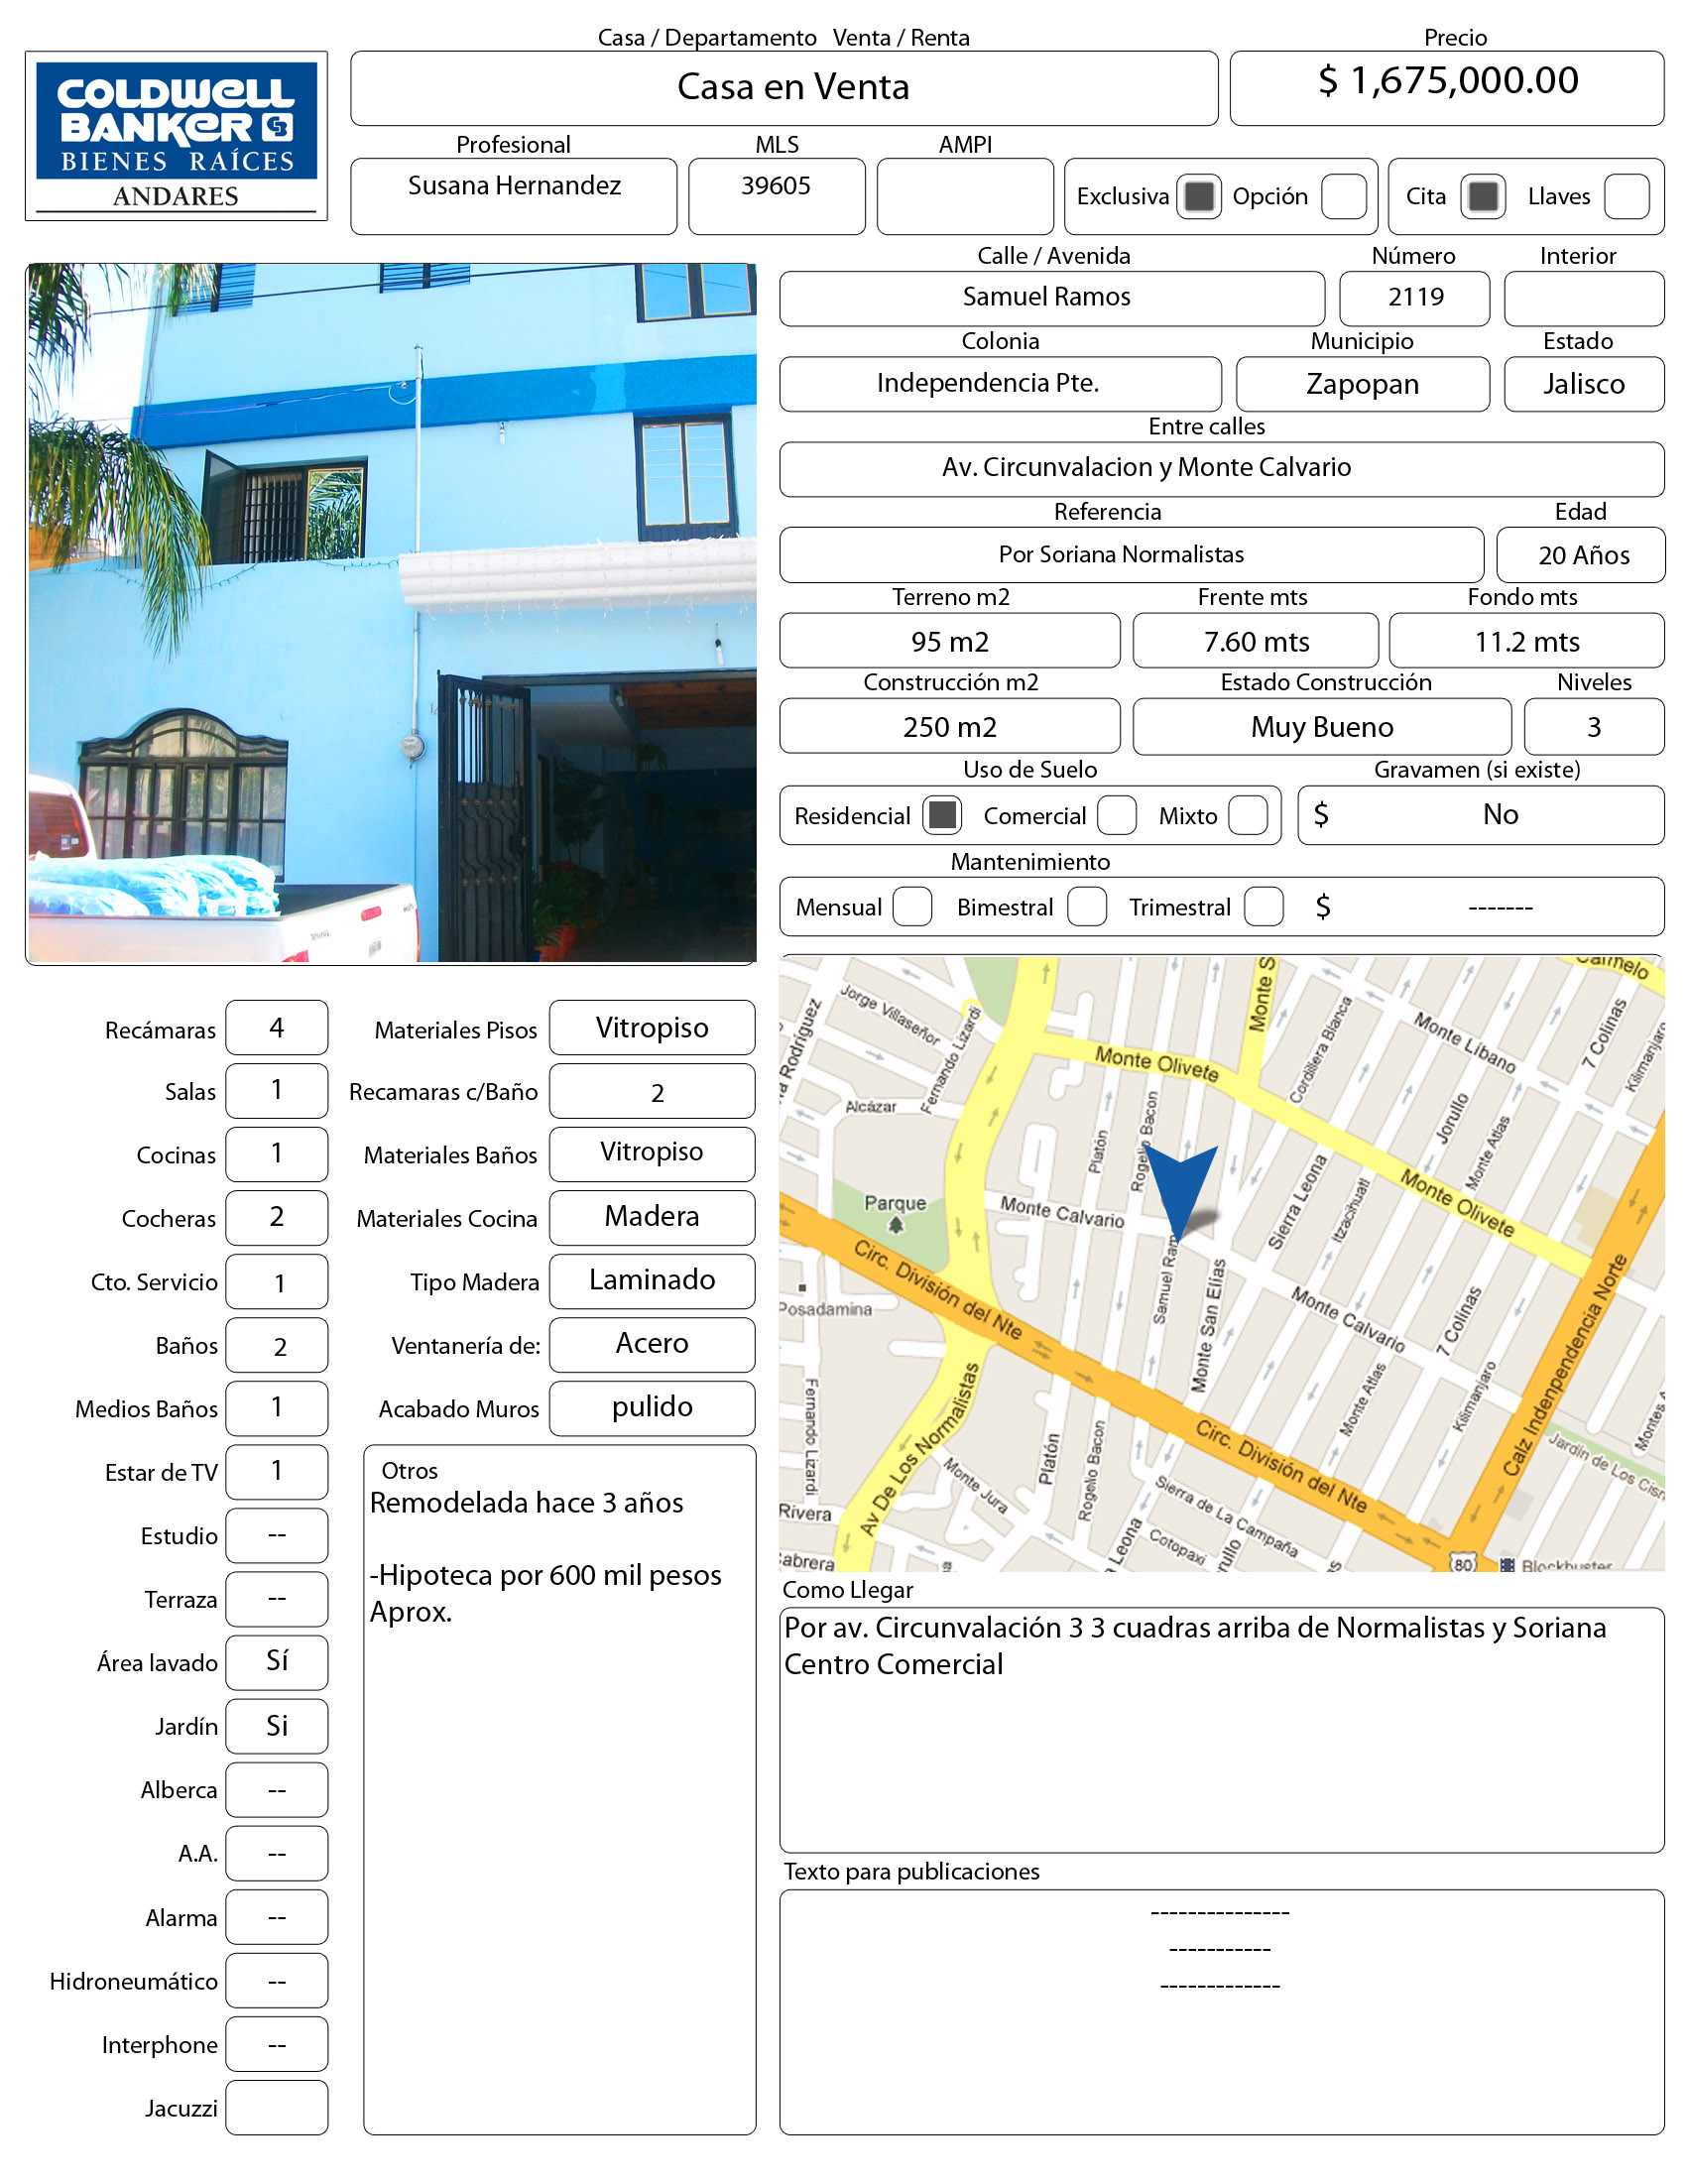 Casa / Departamento Venta / Renta
Precio
COLDWELL
BANKER CB
BIENES RAÍCES
ANDARES
Casa en Venta
$ 1,675,000.00
Profesional
MLS
AMPI
Susana Hernandez
39605
Exclusiva
Opción
Cita
Llaves
Calle / Avenida
Número
Interior
Samuel Ramos
2119
Colonia
Municipio
Estado
Independencia Pte.
Zapopan
Jalisco
Entre calles
Av. Circunvalacion y Monte Calvario
Referencia
Edad
Por Soriana Normalistas
20 Años
Terreno m2
Frente mts
Fondo mts
95 m2
7.60 mts
11.2 mts
Construcción m2
Estado Construcción
Niveles
250 m2
Muy Bueno
3
Uso de Suelo
Gravamen (si existe)
Residencial
Comercial
Mixto
$
No
Mantenimiento
Mensual
Bimestral
Trimestral
$
-------
Recámaras 4
Materiales Pisos Vitropiso
Salas 1
Recamaras c/Baño 2
Cocinas 1
Materiales Baños Vitropiso
Cocheras 2
Materiales Cocina Madera
Cto. Servicio 1
Tipo Madera Laminado
Baños 2
Ventanería de: Acero
Medios Baños 1
Acabado Muros pulido
Estar de TV 1
Estudio --
Terraza --
Área lavado Sí
Jardín Si
Alberca --
A.A. --
Alarma --
Hidroneumático --
Interphone --
Jacuzzi
Otros
Remodelada hace 3 años
-Hipoteca por 600 mil pesos
Aprox.
Carmelo
Jorge Villaseñor
Rodríguez
Fernando Lizardi
Monte S
Cordillera Blanca
Monte Líbano
7 Colinas
Kilimanjaro
Monte Olivete
Alcázar
Platón
Rogelio Bacon
Jorullo
Monte Atlas
Parque
Monte Calvario
Sierra Leona
Itzacihuatl
Monte Olivete
Circ. División del Nte
Samuel Ram
Monte San Elías
Posadamina
Monte Calvario
7 Colinas
Calz Indenpendencia Norte
Fernando Lizardi
Av De Los Normalistas
Platón
Rogelio Bacon
Monte Atlas
Kilimanjaro
Montes
Circ. División del Nte
Jardín de Los Cisn
Monte Jura
Sierra de La Campaña
Rivera
Leona
Cotopaxi
rullo
abrera
80
Blockbuster
Como Llegar
Por av. Circunvalación 3 3 cuadras arriba de Normalistas y Soriana
Centro Comercial
Texto para publicaciones
---------------
-----------
-------------